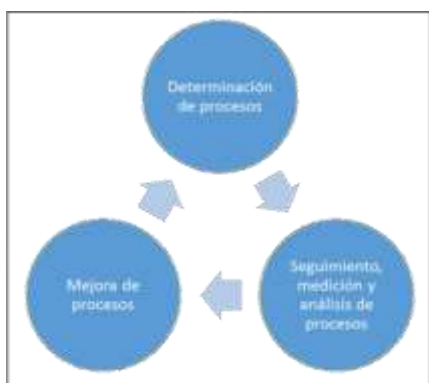 Determinación
de procesos
Seguimiento,
medición y
análisis de
procesos
Mejora de
procesos